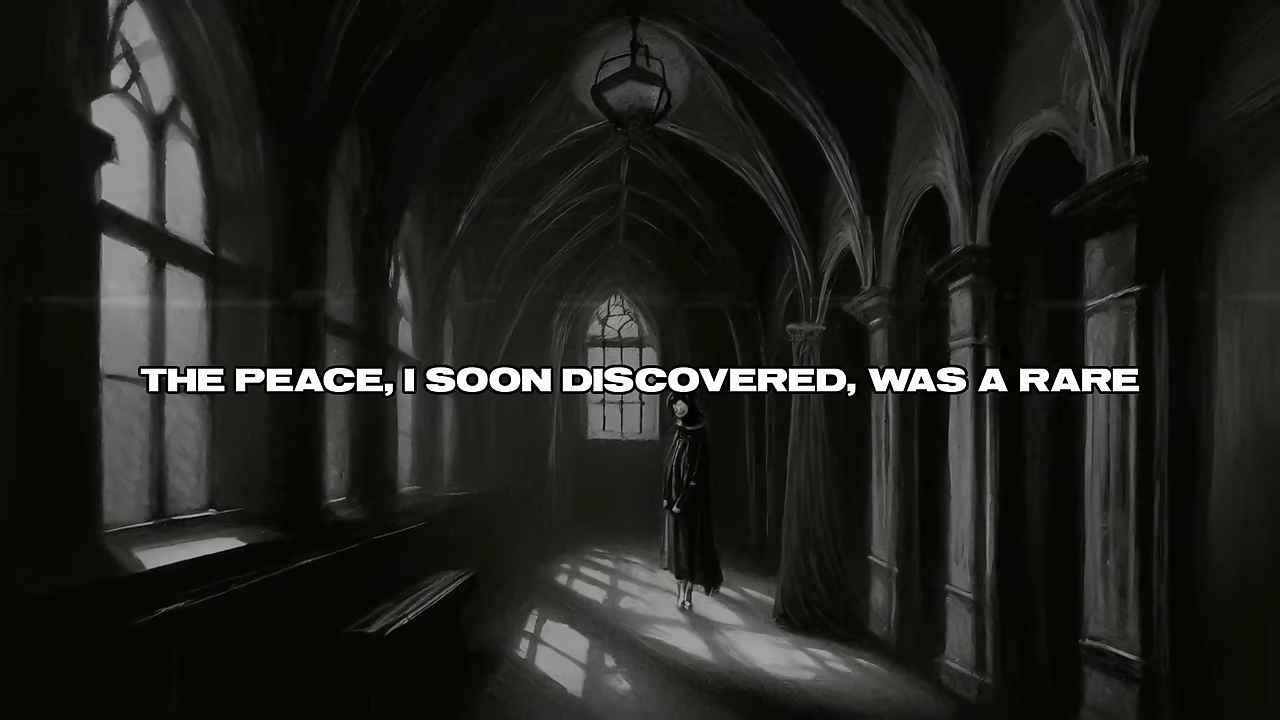 THE PEACE, I SOON DISCOVERED, WAS A RARE